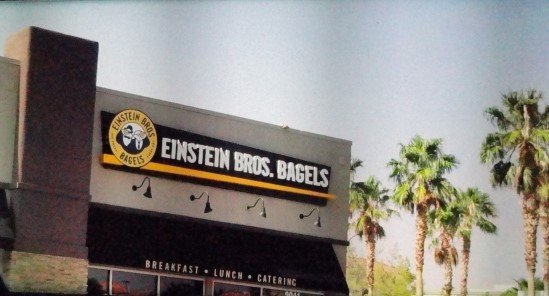 EINSTEIN BROS
BAGELS
EINSTEIN BROS. BAGELS
BREAKFAST • LUNCH • CATERING